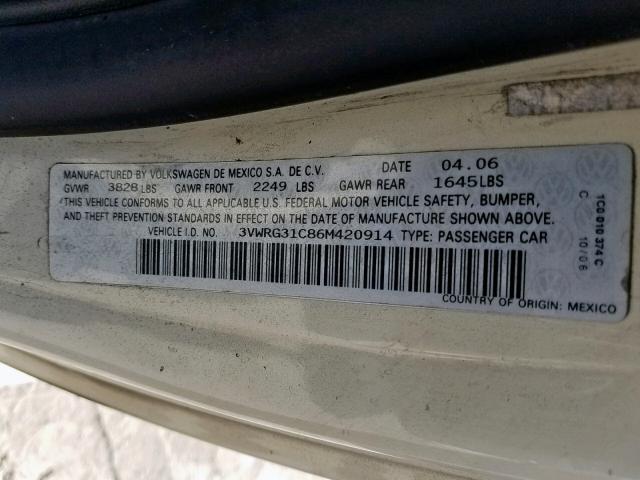 MANUFACTURED BY VOLKSWAGEN DE MEXICO S.A. DE C.V. DATE 04.06
GVWR 3828 LBS GAWR FRONT 2249 LBS GAWR REAR 1645LBS
"THIS VEHICLE CONFORMS TO ALL APPLICABLE U.S. FEDERAL MOTOR VEHICLE SAFETY, BUMPER,
AND THEFT PREVENTION STANDARDS IN EFFECT ON THE DATE OF MANUFACTURE SHOWN ABOVE."
VEHICLE I.D. NO. 3VWRG31C86M420914 TYPE: PASSENGER CAR
COUNTRY OF ORIGIN: MEXICO
1C0 010 374 C
C 10/06